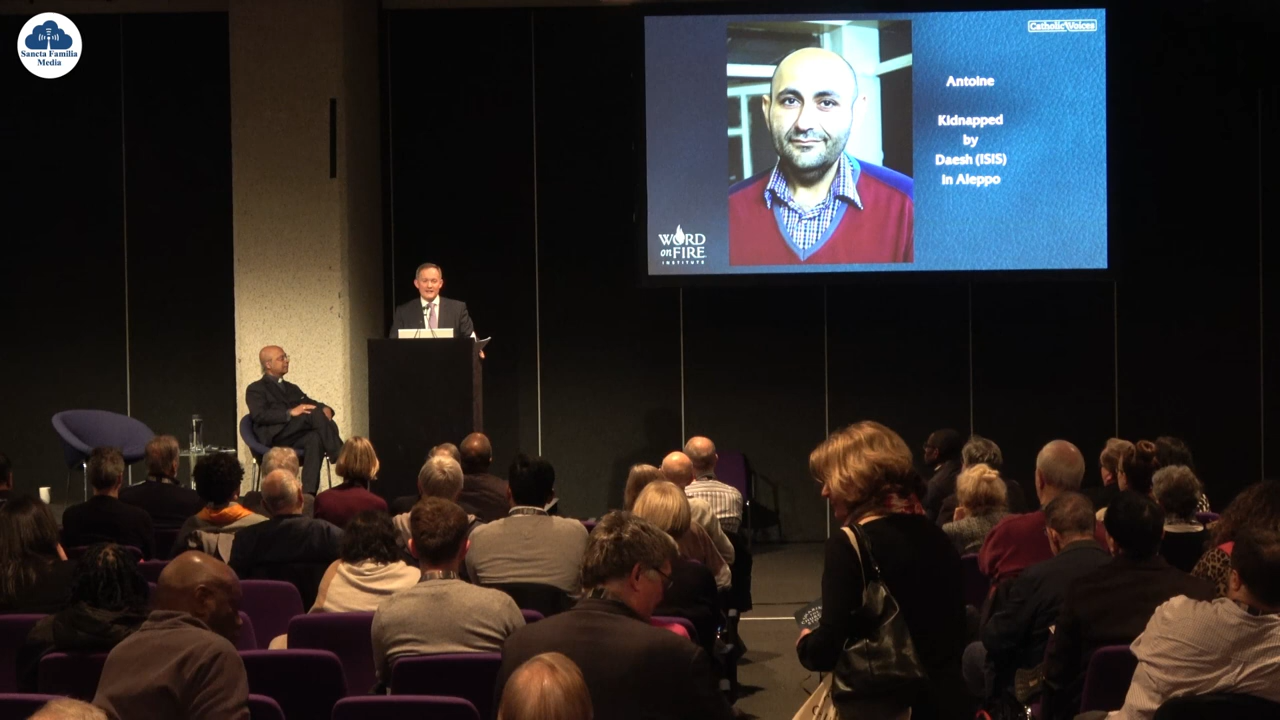 Sancta Familia
Media
Catholic Voices
Antoine
Kidnapped
by
Daesh (ISIS)
in Aleppo
WORD
on FIRE
INSTITUTE